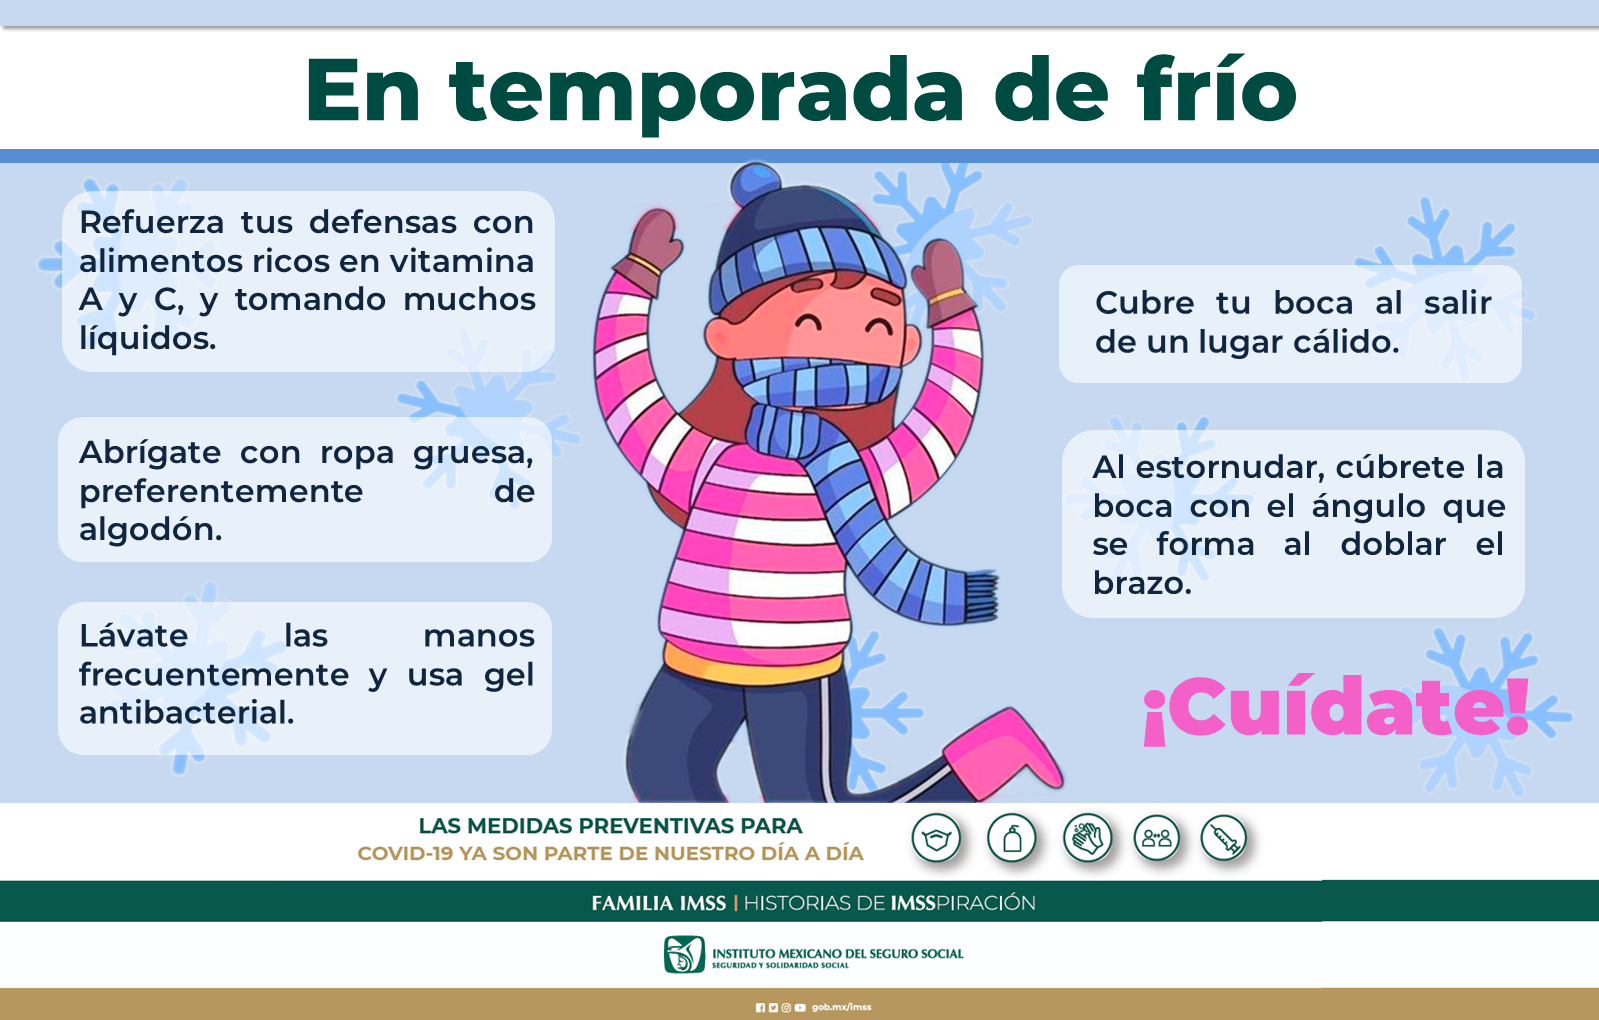 En temporada de frío
Refuerza tus defensas con
alimentos ricos en vitamina
A y C, y tomando muchos
líquidos.
Abrígate con ropa gruesa,
preferentemente de
algodón.
Lávate las manos
frecuentemente y usa gel
antibacterial.
Cubre tu boca al salir
de un lugar cálido.
Al estornudar, cúbrete la
boca con el ángulo que
se forma al doblar el
brazo.
¡Cuídate!
LAS MEDIDAS PREVENTIVAS PARA
COVID-19 YA SON PARTE DE NUESTRO DÍA A DÍA
FAMILIA IMSS | HISTORIAS DE IMSSPIRACIÓN
INSTITUTO MEXICANO DEL SEGURO SOCIAL
SEGURIDAD Y SOLIDARIDAD SOCIAL
gob.mx/imss